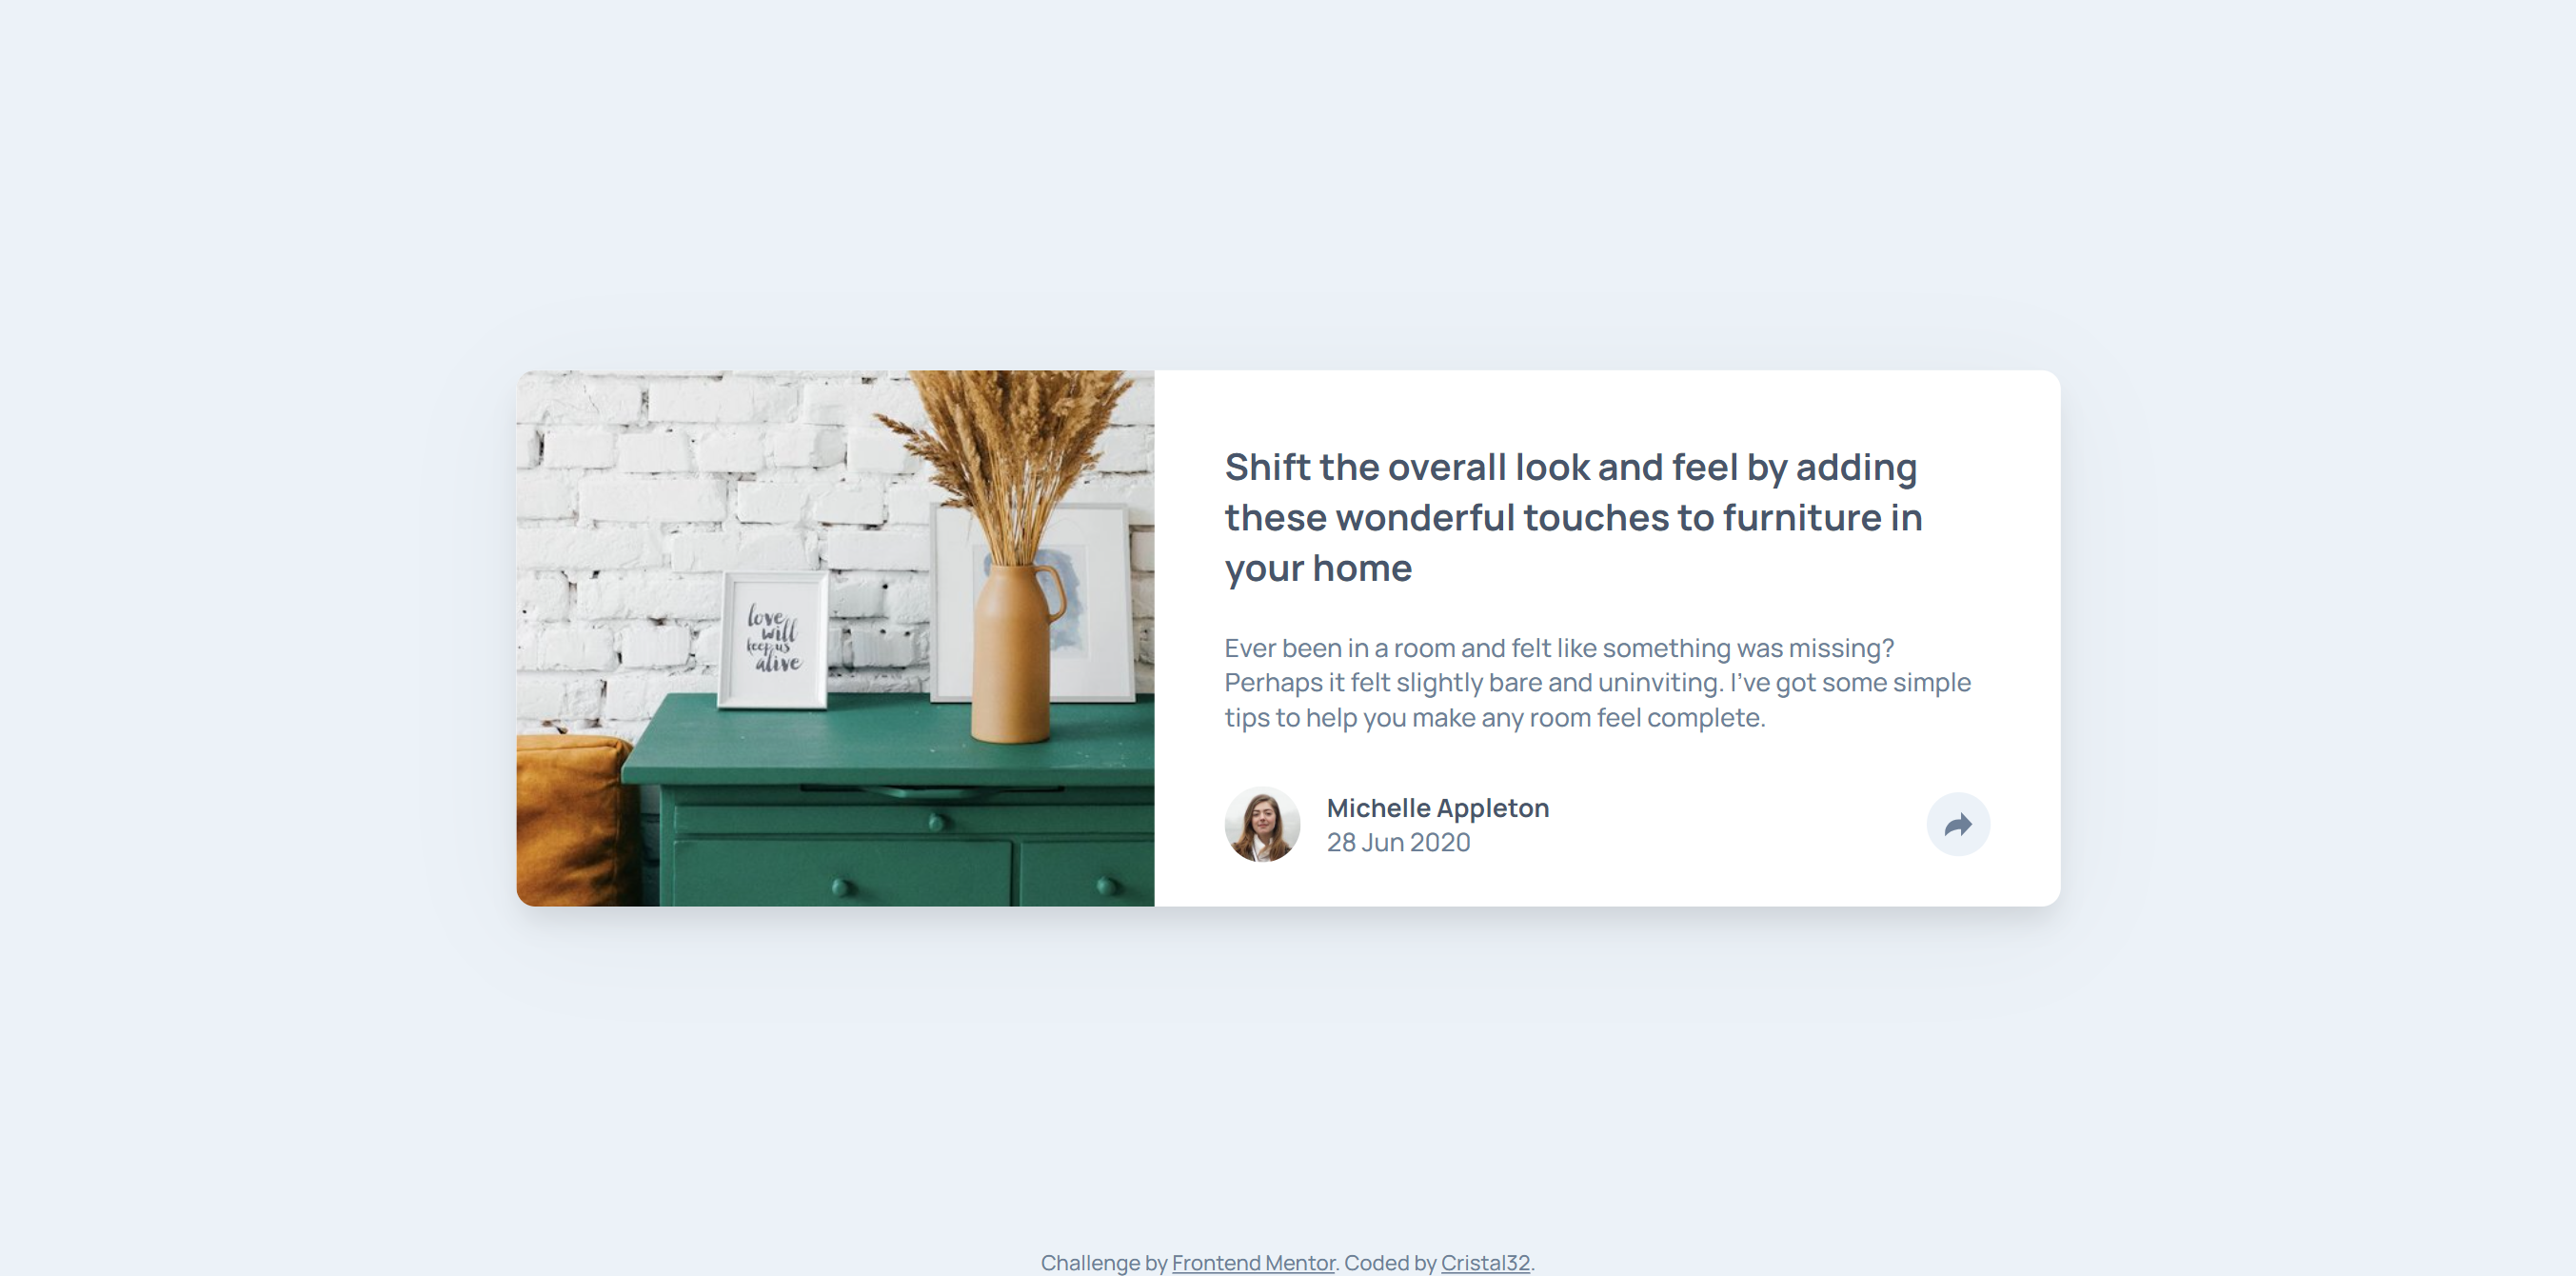 love
will
keep us
alive
Shift the overall look and feel by adding
these wonderful touches to furniture in
your home
Ever been in a room and felt like something was missing?
Perhaps it felt slightly bare and uninviting. I’ve got some simple
tips to help you make any room feel complete.
Michelle Appleton
28 Jun 2020
Challenge by Frontend Mentor. Coded by Cristal32.